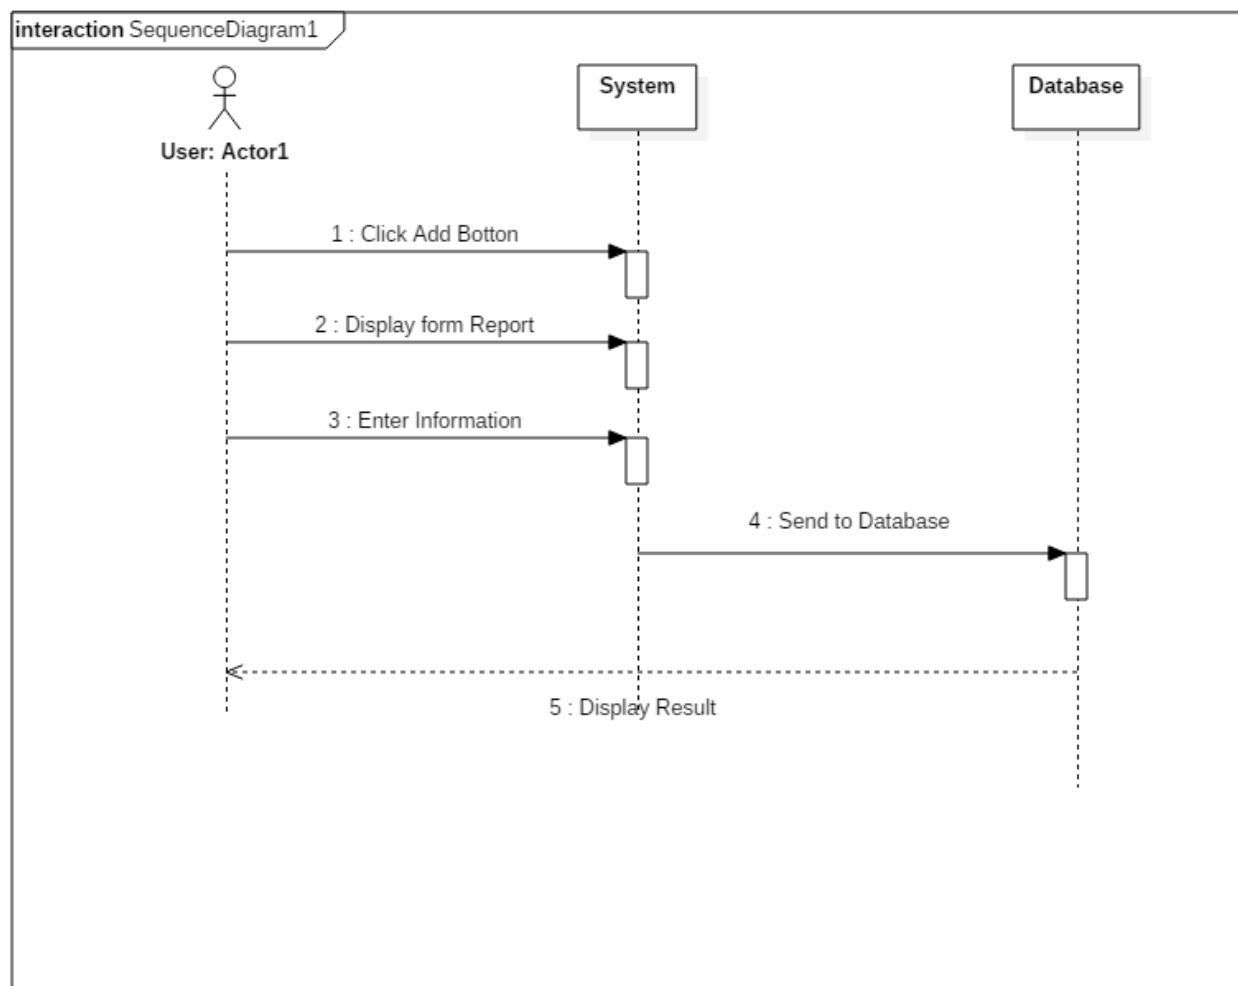 interaction SequenceDiagram1
System
Database
User: Actor1
1 : Click Add Botton
2 : Display form Report
3 : Enter Information
4 : Send to Database
5 : Display Result